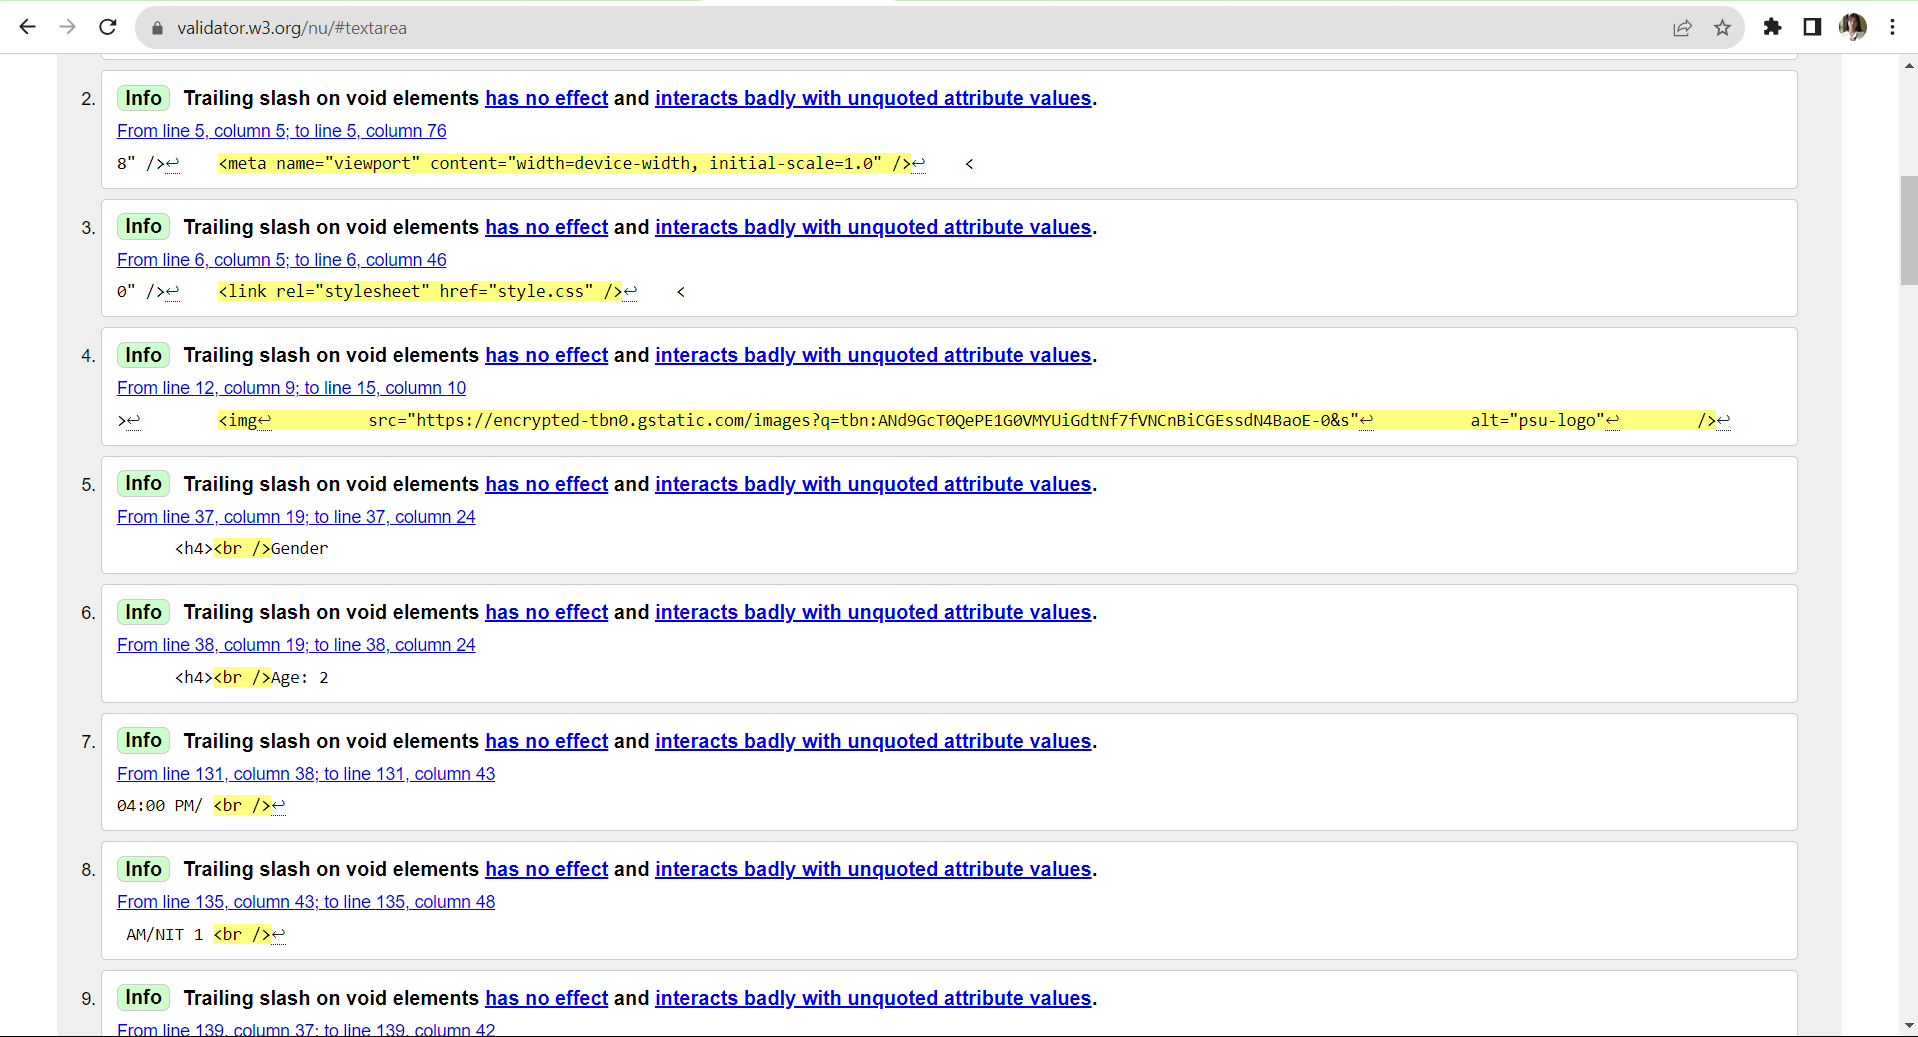 validator.w3.org/nu/#textarea
2. Info Trailing slash on void elements has no effect and interacts badly with unquoted attribute values.
From line 5, column 5; to line 5, column 76
8" />↩    <meta name="viewport" content="width=device-width, initial-scale=1.0" />↩    <
3. Info Trailing slash on void elements has no effect and interacts badly with unquoted attribute values.
From line 6, column 5; to line 6, column 46
0" />↩    <link rel="stylesheet" href="style.css" />↩    <
4. Info Trailing slash on void elements has no effect and interacts badly with unquoted attribute values.
From line 12, column 9; to line 15, column 10
>↩        <img↩          src="https://encrypted-tbn0.gstatic.com/images?q=tbn:ANd9GcT0QePE1G0VMYUiGdtNf7fVNCnBiCGEssdN4BaoE-0&s"↩          alt="psu-logo"↩        />↩
5. Info Trailing slash on void elements has no effect and interacts badly with unquoted attribute values.
From line 37, column 19; to line 37, column 24
<h4><br />Gender
6. Info Trailing slash on void elements has no effect and interacts badly with unquoted attribute values.
From line 38, column 19; to line 38, column 24
<h4><br />Age: 2
7. Info Trailing slash on void elements has no effect and interacts badly with unquoted attribute values.
From line 131, column 38; to line 131, column 43
04:00 PM/ <br />↩
8. Info Trailing slash on void elements has no effect and interacts badly with unquoted attribute values.
From line 135, column 43; to line 135, column 48
AM/NIT 1 <br />↩
9. Info Trailing slash on void elements has no effect and interacts badly with unquoted attribute values.
From line 139, column 37; to line 139, column 42